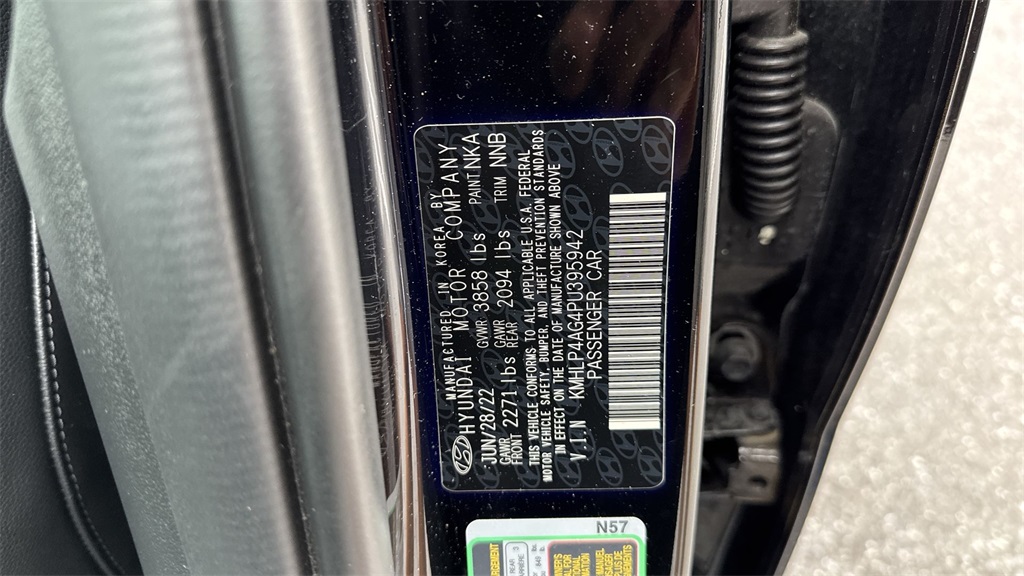 MANUFACTURED IN KOREA BY
HYUNDAI MOTOR COMPANY
JUN/28/22 GVWR 3858 lbs PAINT NKA
GAWR FRONT 2271 lbs GAWR REAR 2094 lbs TRIM NNB
THIS VEHICLE CONFORMS TO ALL APPLICABLE U.S.A. FEDERAL
MOTOR VEHICLE SAFETY, BUMPER, AND THEFT PREVENTION STANDARDS
IN EFFECT ON THE DATE OF MANUFACTURE SHOWN ABOVE
V.I.N KMHLP4AG4PU395942
PASSENGER CAR
N57